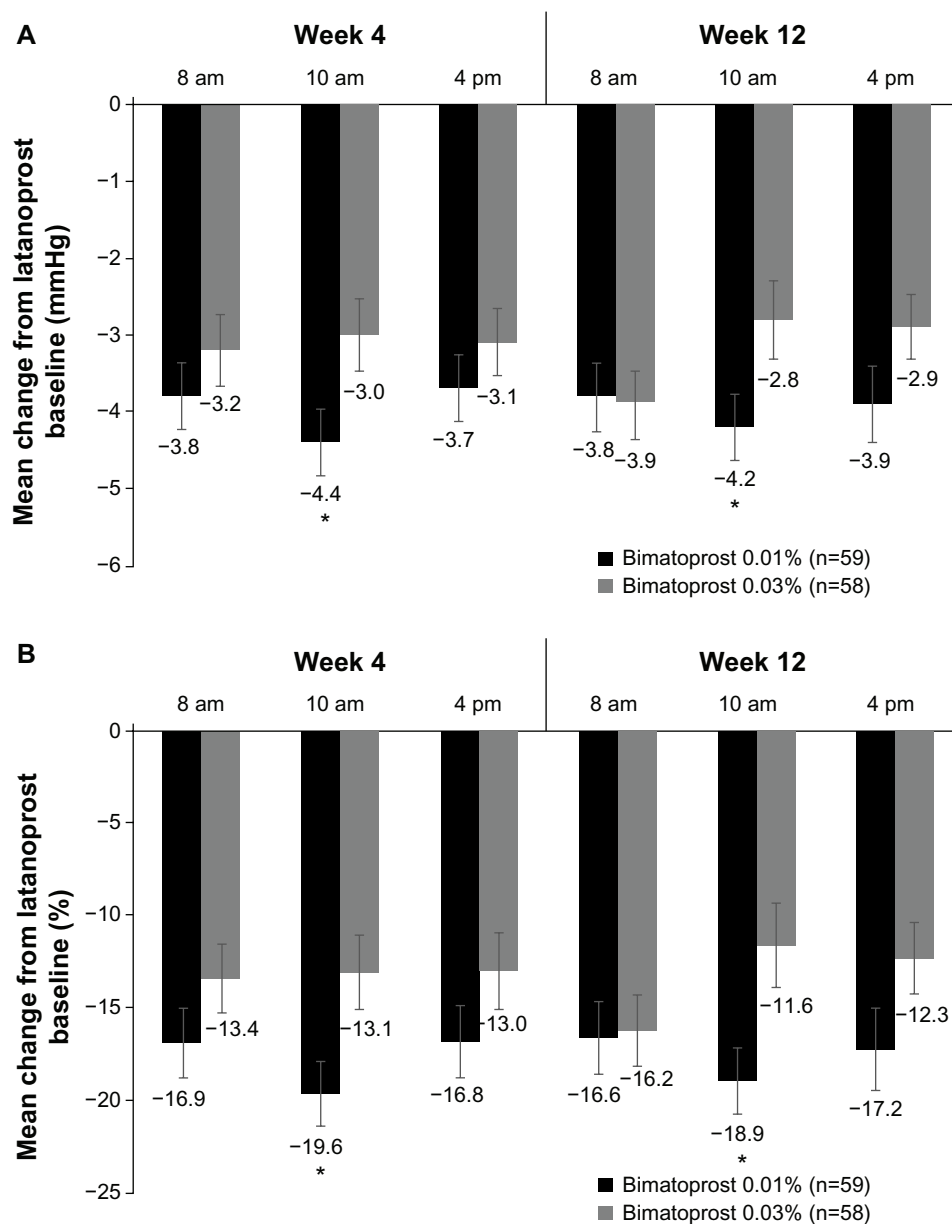 A
Week 4
Week 12
8 am
10 am
4 pm
8 am
10 am
4 pm
Mean change from latanoprost
baseline (mmHg)
0
−1
−2
−3
−4
−5
−6
−3.8
−3.2
−4.4
*
−3.0
−3.7
−3.1
−3.8
−3.9
−4.2
*
−2.8
−3.9
−2.9
Bimatoprost 0.01% (n=59)
Bimatoprost 0.03% (n=58)
B
Week 4
Week 12
8 am
10 am
4 pm
8 am
10 am
4 pm
Mean change from latanoprost
baseline (%)
0
−5
−10
−15
−20
−25
−16.9
−13.4
−19.6
*
−13.1
−16.8
−13.0
−16.6
−16.2
−18.9
*
−11.6
−17.2
−12.3
Bimatoprost 0.01% (n=59)
Bimatoprost 0.03% (n=58)